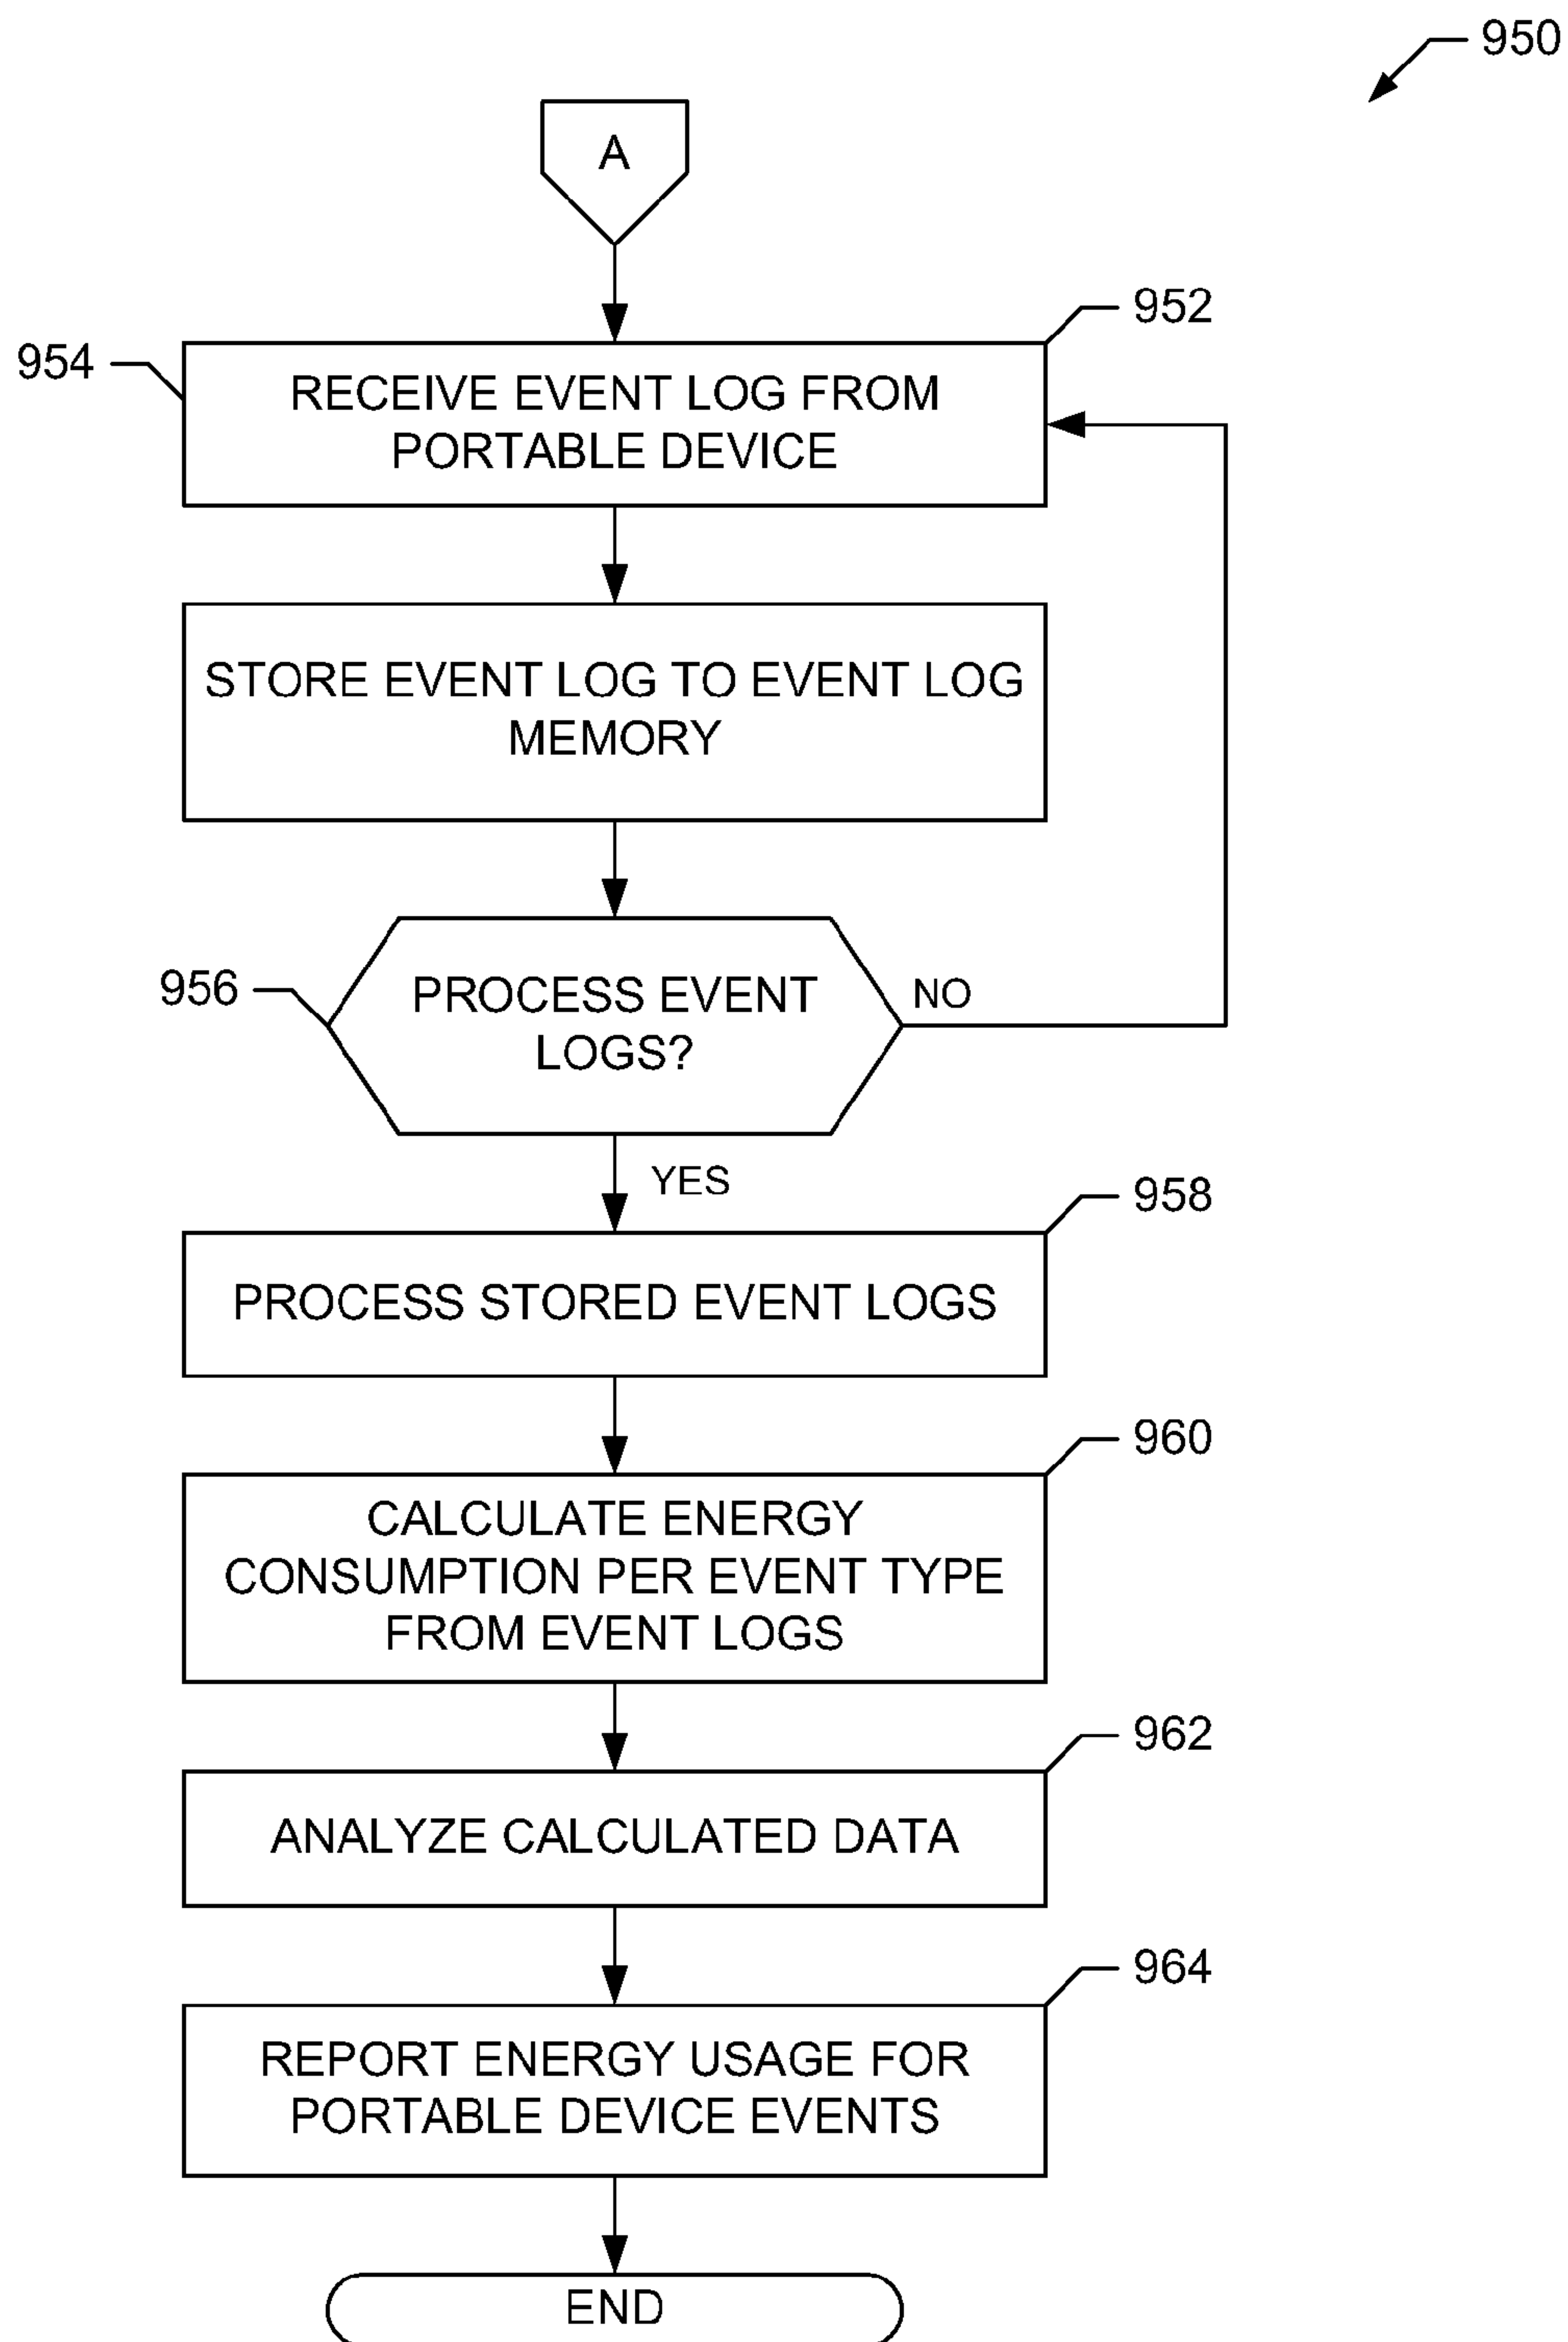 950
A
952
954
RECEIVE EVENT LOG FROM
PORTABLE DEVICE
STORE EVENT LOG TO EVENT LOG
MEMORY
956
PROCESS EVENT
LOGS?
NO
YES
958
PROCESS STORED EVENT LOGS
960
CALCULATE ENERGY
CONSUMPTION PER EVENT TYPE
FROM EVENT LOGS
962
ANALYZE CALCULATED DATA
964
REPORT ENERGY USAGE FOR
PORTABLE DEVICE EVENTS
END